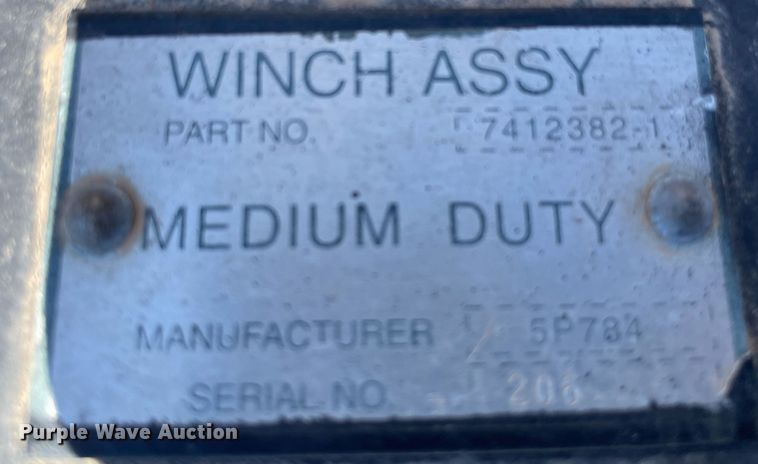 WINCH ASSY
PART NO. 7412382-1
MEDIUM DUTY
MANUFACTURER 5P784
SERIAL NO. 206
Purple Wave Auction